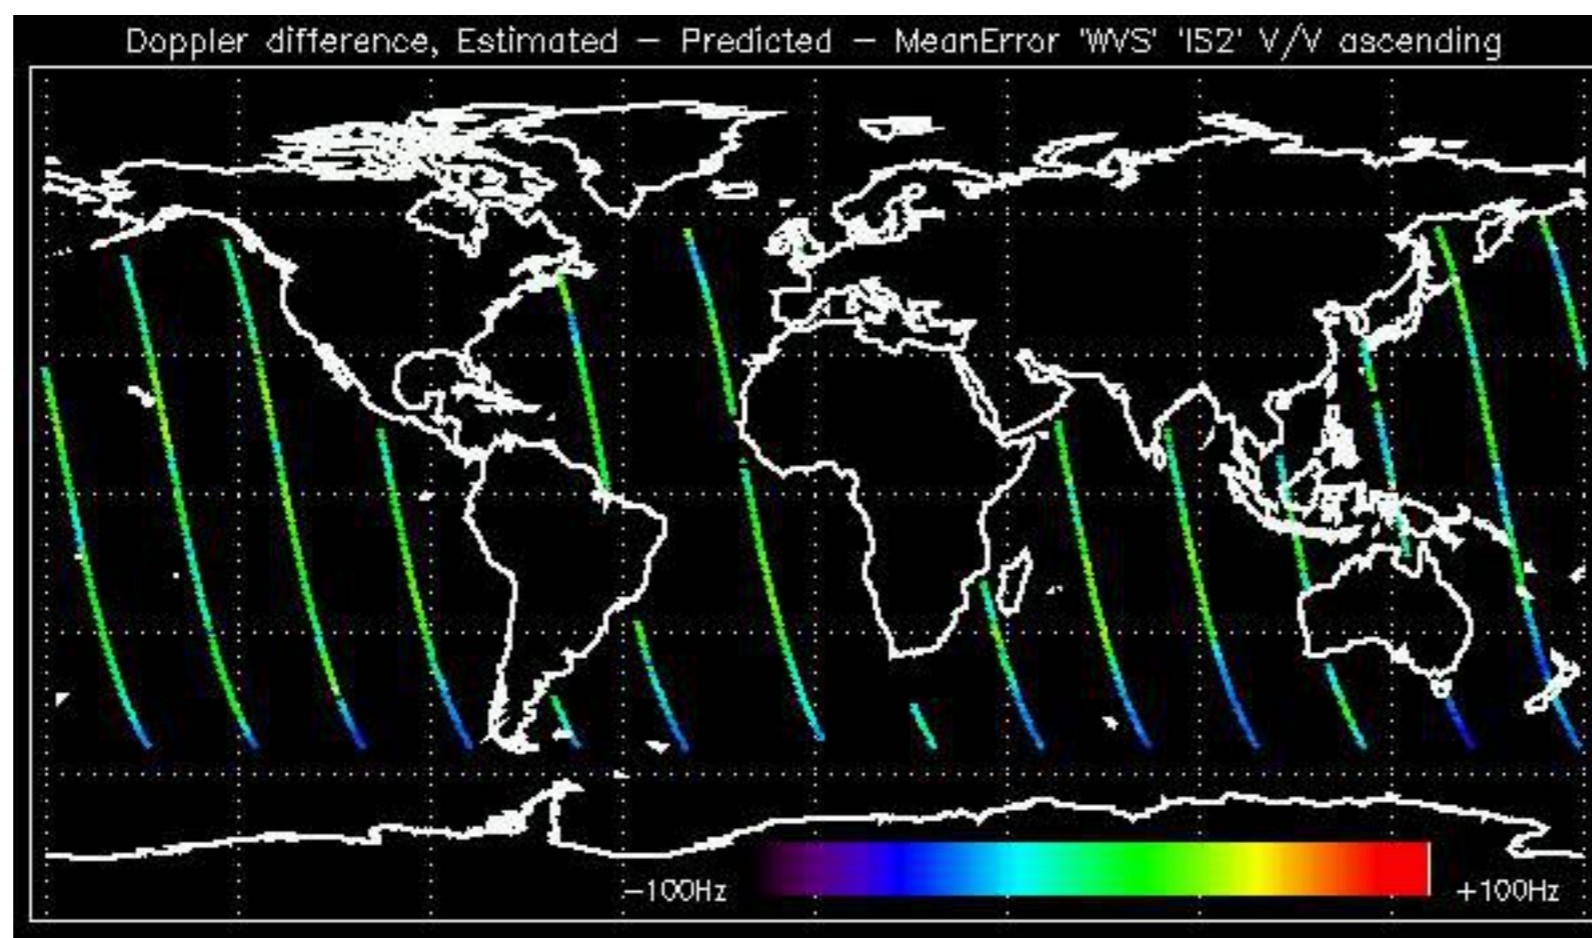 Doppler difference, Estimated - Predicted - MeanError 'WVS' 'IS2' V/V ascending
-100Hz +100Hz